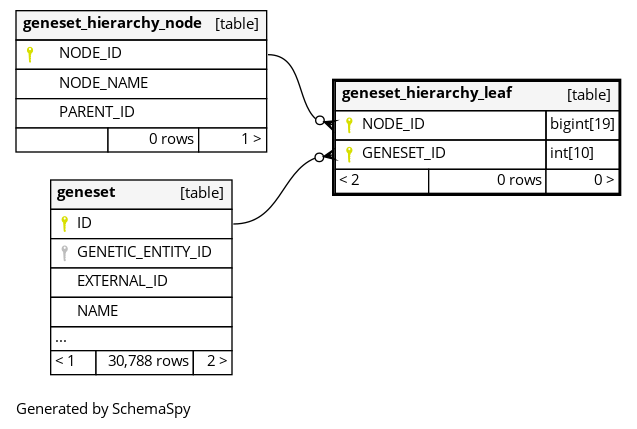 geneset_hierarchy_node [table]
NODE_ID
NODE_NAME
PARENT_ID
0 rows 1 >
geneset_hierarchy_leaf [table]
NODE_ID bigint[19]
GENESET_ID int[10]
< 2 0 rows 0 >
geneset [table]
ID
GENETIC_ENTITY_ID
EXTERNAL_ID
NAME
...
< 1 30,788 rows 2 >
Generated by SchemaSpy